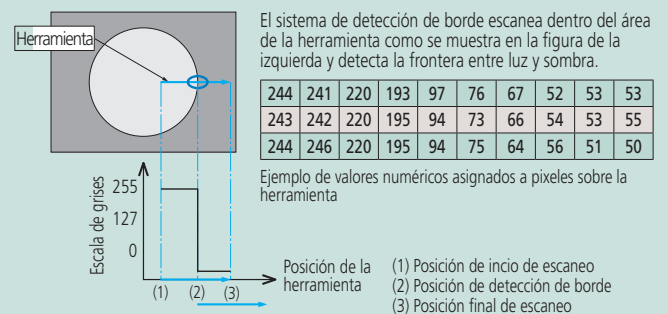 Herramienta
El sistema de detección de borde escanea dentro del área
de la herramienta como se muestra en la figura de la
izquierda y detecta la frontera entre luz y sombra.
244 241 220 193 97 76 67 52 53 53
243 242 220 195 94 73 66 54 53 55
244 246 220 195 94 75 64 56 51 50
Ejemplo de valores numéricos asignados a pixeles sobre la
herramienta
Escala de grises
255
127
0
(1) (2) (3)
Posición de la
herramienta
(1) Posición de incio de escaneo
(2) Posición de detección de borde
(3) Posición final de escaneo